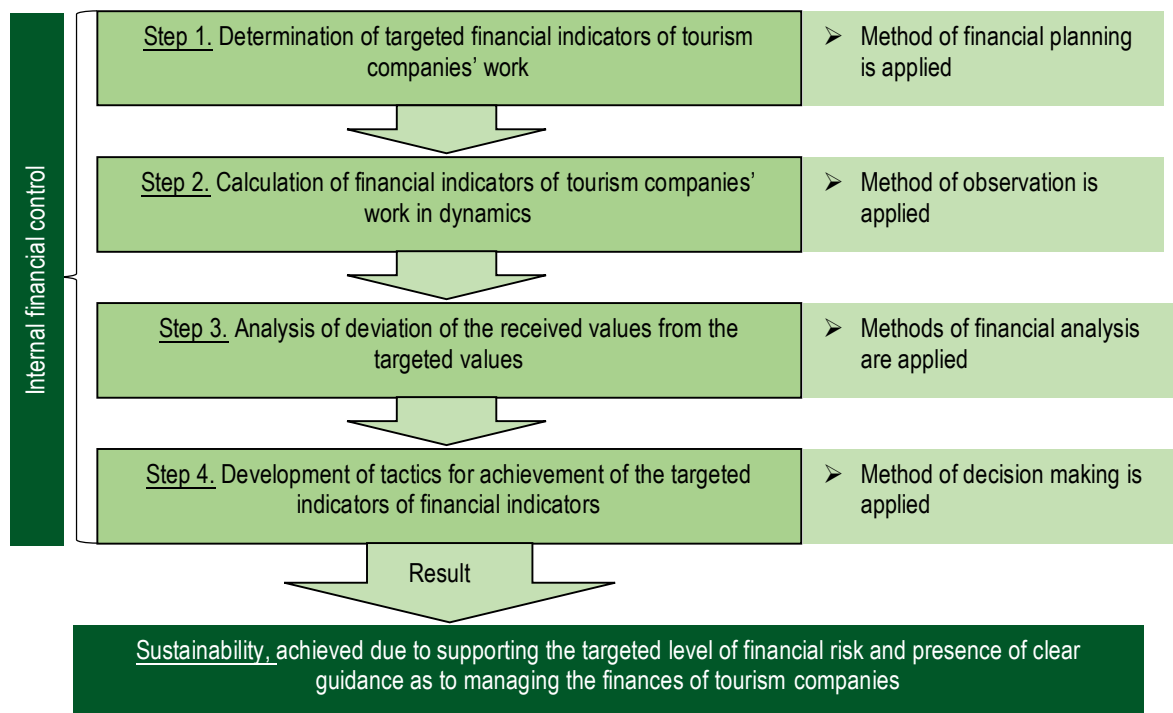 Internal financial control
Step 1. Determination of targeted financial indicators of tourism
companies’ work
➢ Method of financial planning
is applied
Step 2. Calculation of financial indicators of tourism companies’
work in dynamics
➢ Method of observation is
applied
Step 3. Analysis of deviation of the received values from the
targeted values
➢ Methods of financial analysis
are applied
Step 4. Development of tactics for achievement of the targeted
indicators of financial indicators
➢ Method of decision making is
applied
Result
Sustainability, achieved due to supporting the targeted level of financial risk and presence of clear
guidance as to managing the finances of tourism companies